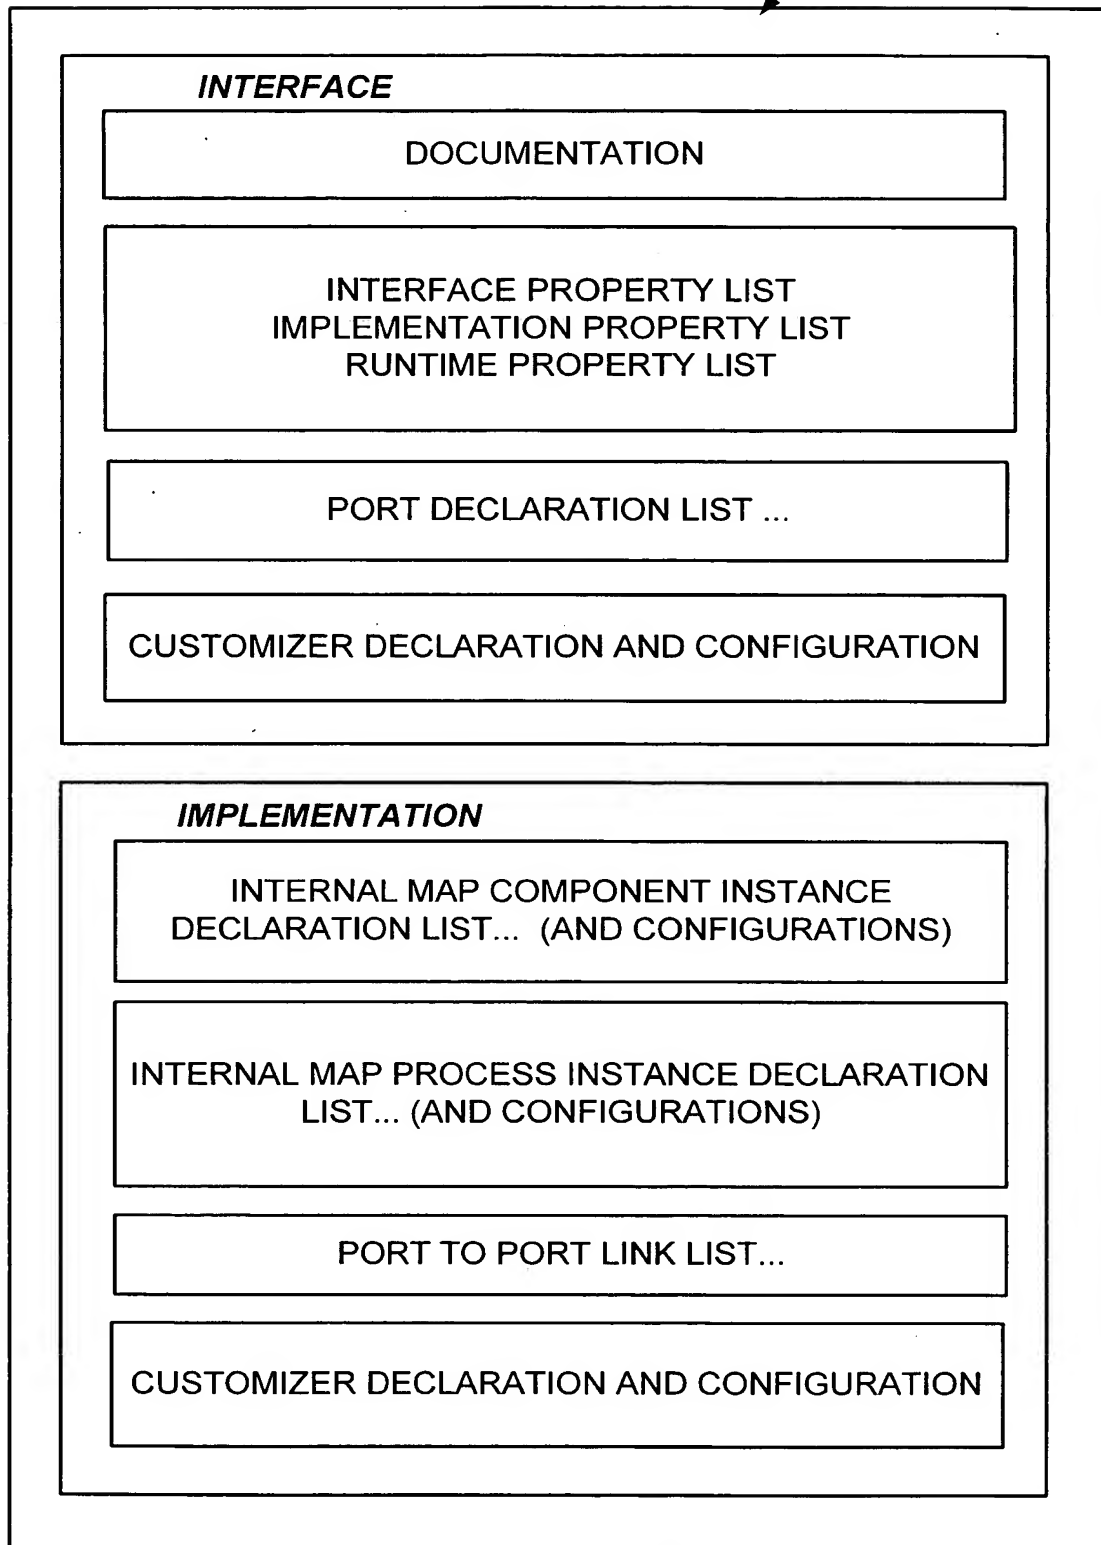 INTERFACE
DOCUMENTATION
INTERFACE PROPERTY LIST
IMPLEMENTATION PROPERTY LIST
RUNTIME PROPERTY LIST
PORT DECLARATION LIST ...
CUSTOMIZER DECLARATION AND CONFIGURATION
IMPLEMENTATION
INTERNAL MAP COMPONENT INSTANCE
DECLARATION LIST... (AND CONFIGURATIONS)
INTERNAL MAP PROCESS INSTANCE DECLARATION
LIST... (AND CONFIGURATIONS)
PORT TO PORT LINK LIST...
CUSTOMIZER DECLARATION AND CONFIGURATION